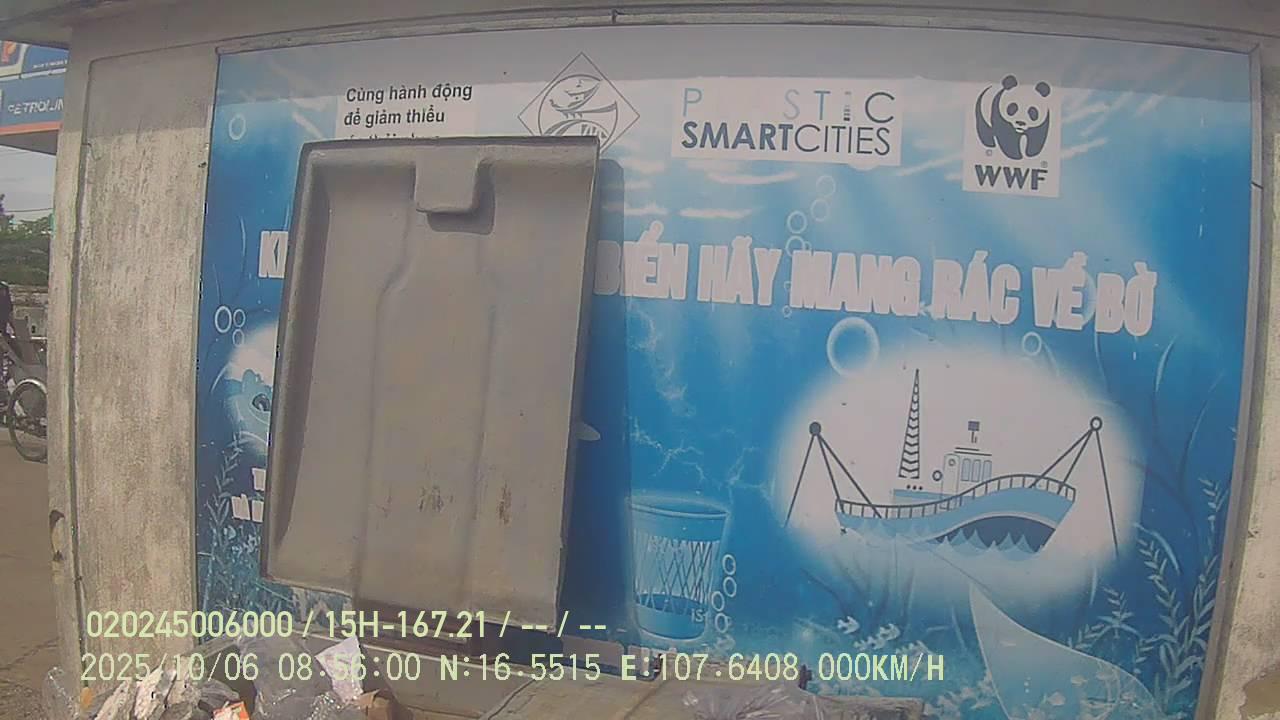 PETROLIM
Cùng hành động
để giảm thiểu
P STIC
SMARTCITIES
©
®
WWF
BIỂN HÃY MANG RÁC VỀ BỜ
020245006000 / 15H-167.21 / -- / --
2025/10/06 08:56:00 N:16.5515 E:107.6408 000KM/H